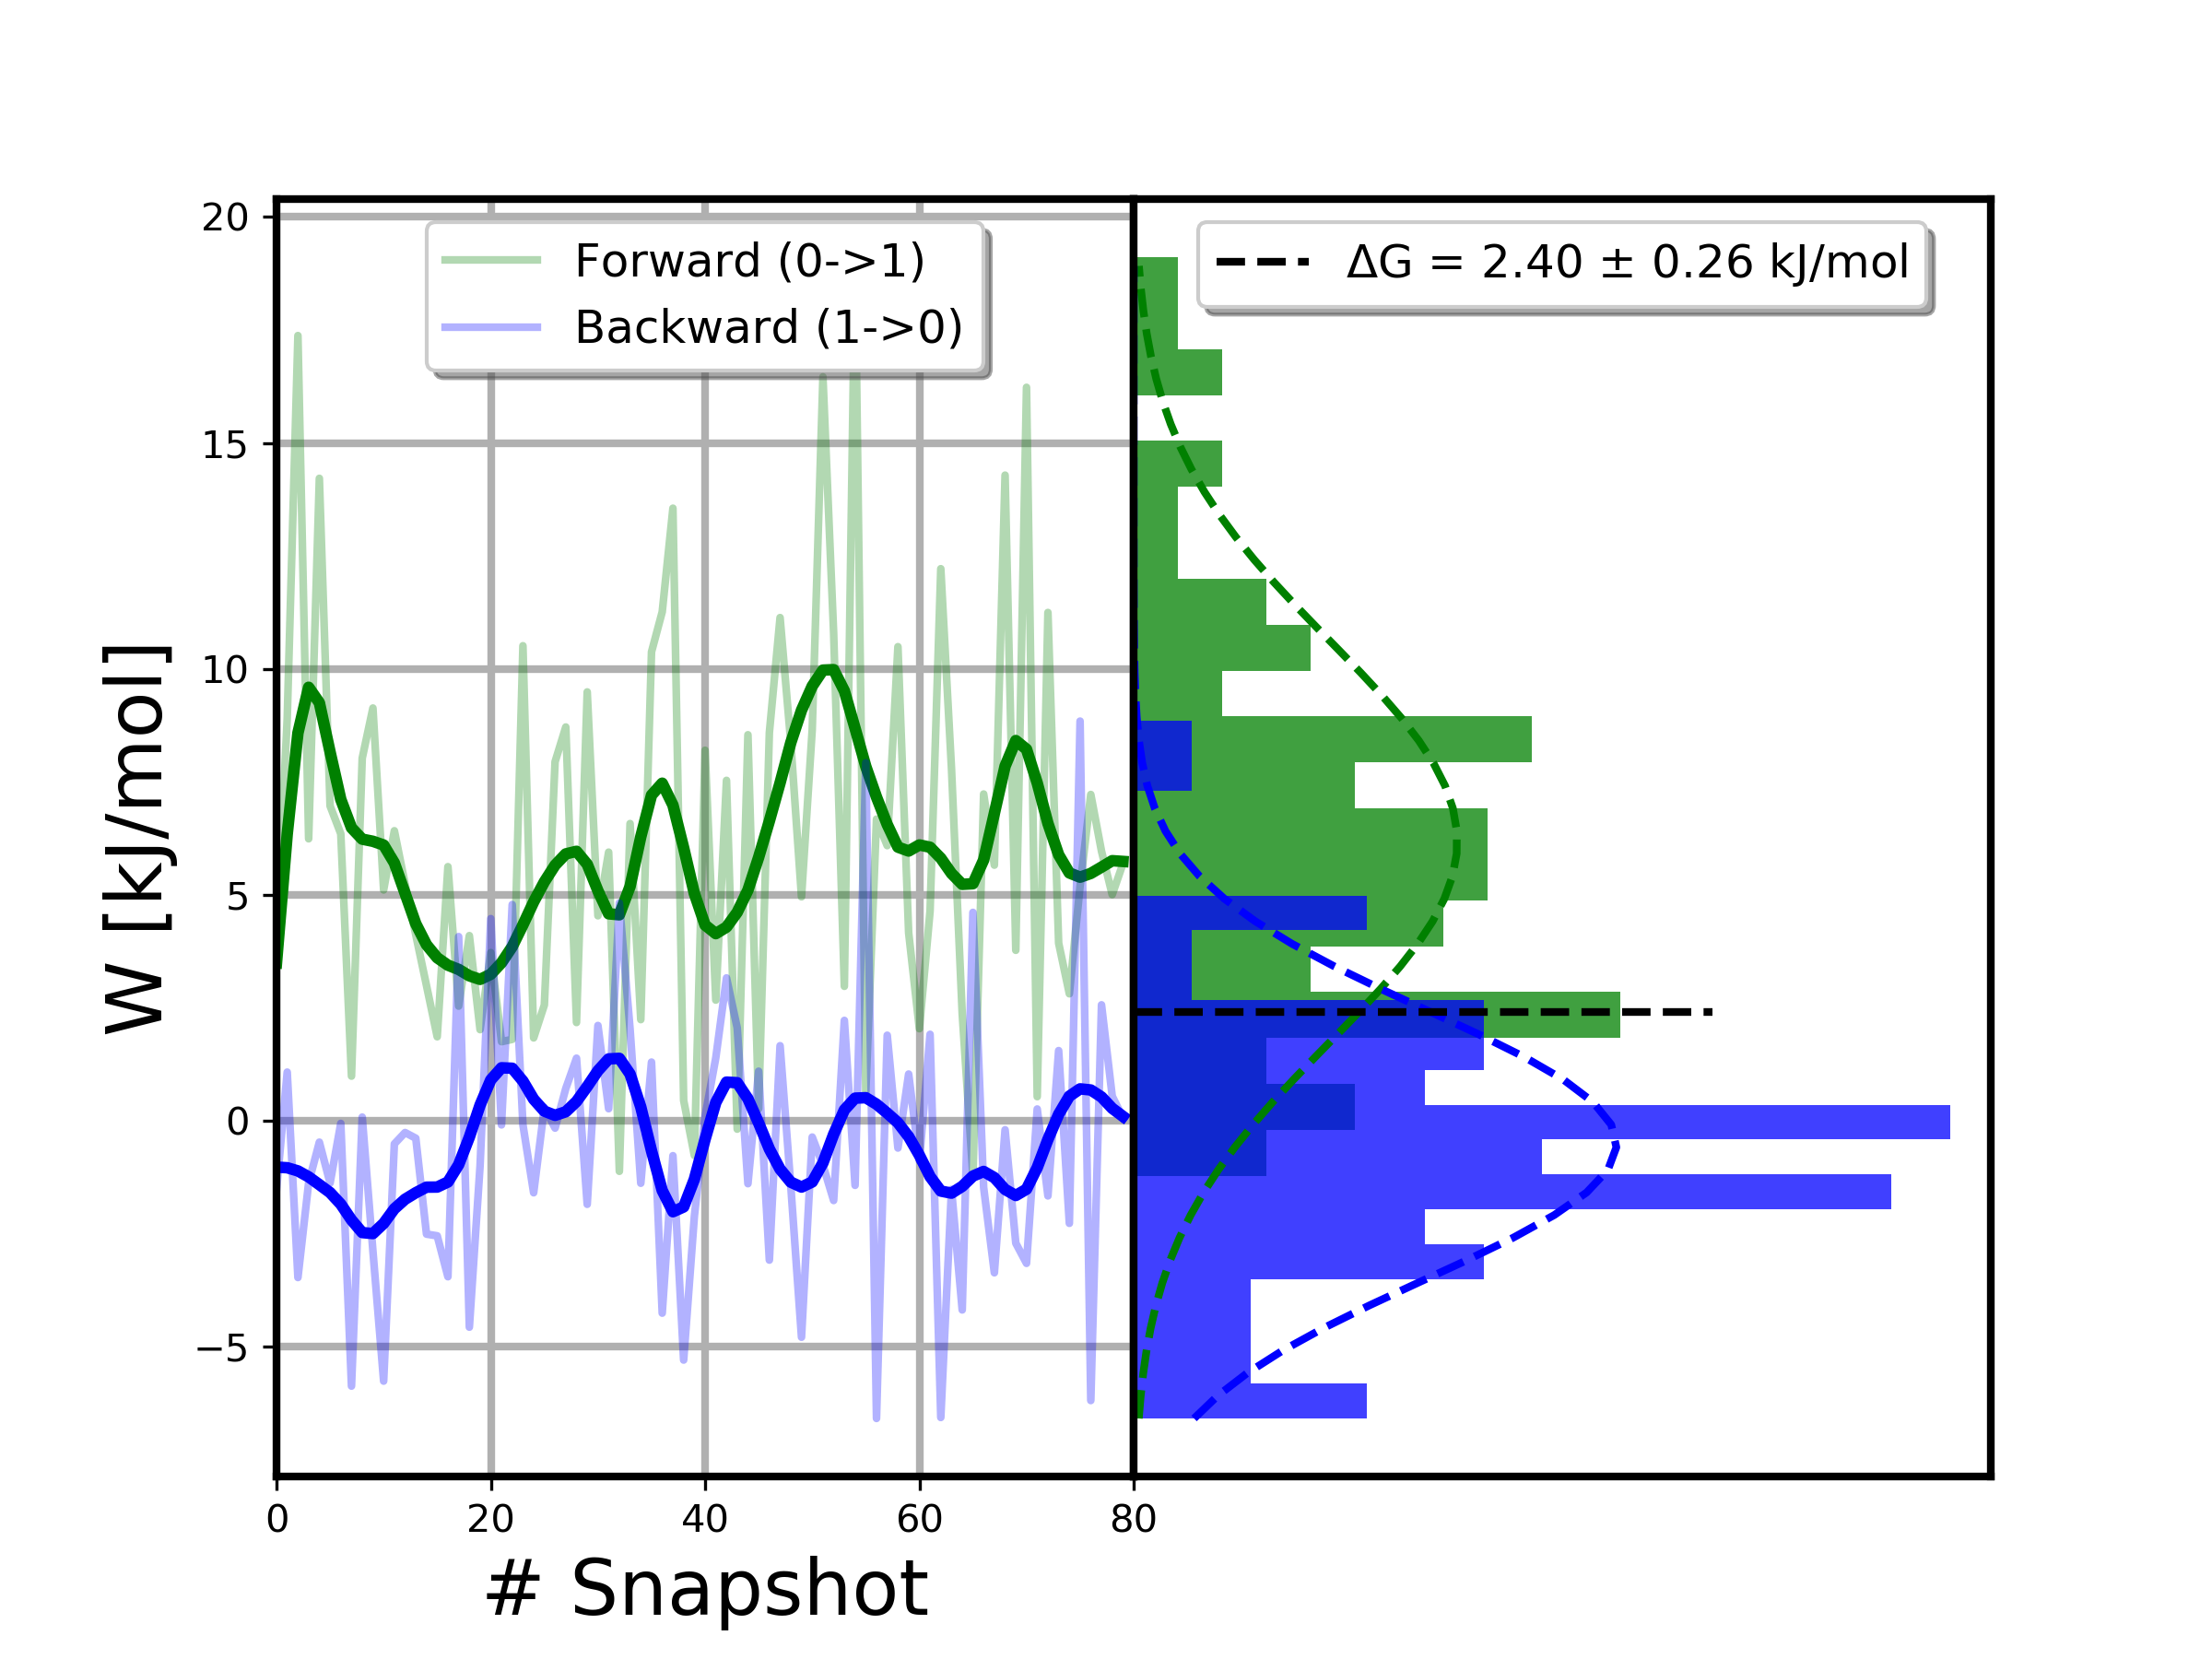 20
15
10
5
0
−5
W [kJ/mol]
Forward (0->1)
Backward (1->0)
ΔG = 2.40 ± 0.26 kJ/mol
0 20 40 60 80
# Snapshot